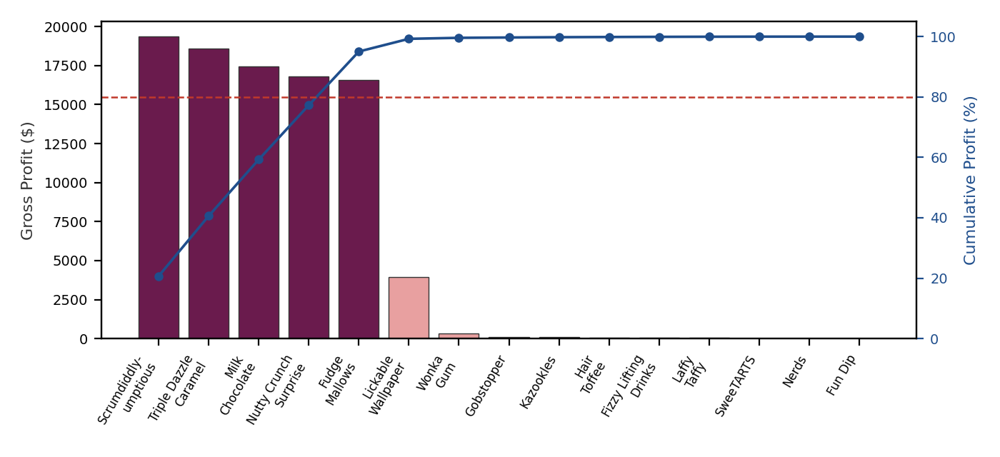 20000
17500
15000
12500
10000
7500
5000
2500
0
Gross Profit ($)
100
80
60
40
20
0
Cumulative Profit (%)
Scrumdiddly-
umptious
Triple Dazzle
Caramel
Milk
Chocolate
Nutty Crunch
Surprise
Fudge
Mallows
Lickable
Wallpaper
Wonka
Gum
Gobstopper
Kazookles
Hair
Toffee
Fizzy Lifting
Drinks
Laffy
Taffy
SweeTARTS
Nerds
Fun Dip